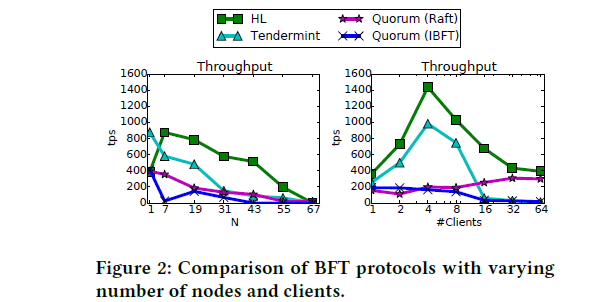 HL
Tendermint
Quorum (Raft)
Quorum (IBFT)
Throughput
1600
1400
1200
1000
800
600
400
200
0
tps
1 7 19 31 43 55 67
N
Throughput
1600
1400
1200
1000
800
600
400
200
0
tps
1 2 4 8 16 32 64
#Clients
Figure 2: Comparison of BFT protocols with varying
number of nodes and clients.